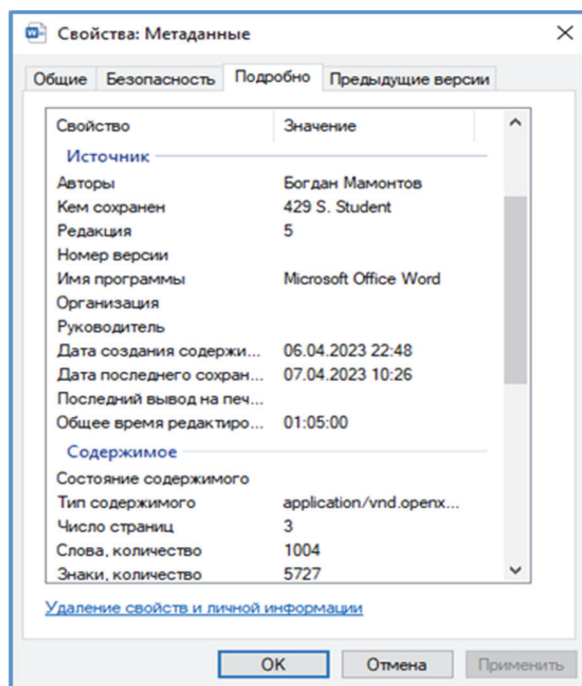 Свойства: Метаданные
Общие Безопасность Подробно Предыдущие версии
Свойство Значение
Источник
Авторы Богдан Мамонтов
Кем сохранен 429 S. Student
Редакция 5
Номер версии
Имя программы Microsoft Office Word
Организация
Руководитель
Дата создания содержи... 06.04.2023 22:48
Дата последнего сохран... 07.04.2023 10:26
Последний вывод на печ...
Общее время редактиро... 01:05:00
Содержимое
Состояние содержимого
Тип содержимого application/vnd.openx...
Число страниц 3
Слова, количество 1004
Знаки, количество 5727
Удаление свойств и личной информации
ОК Отмена Применить